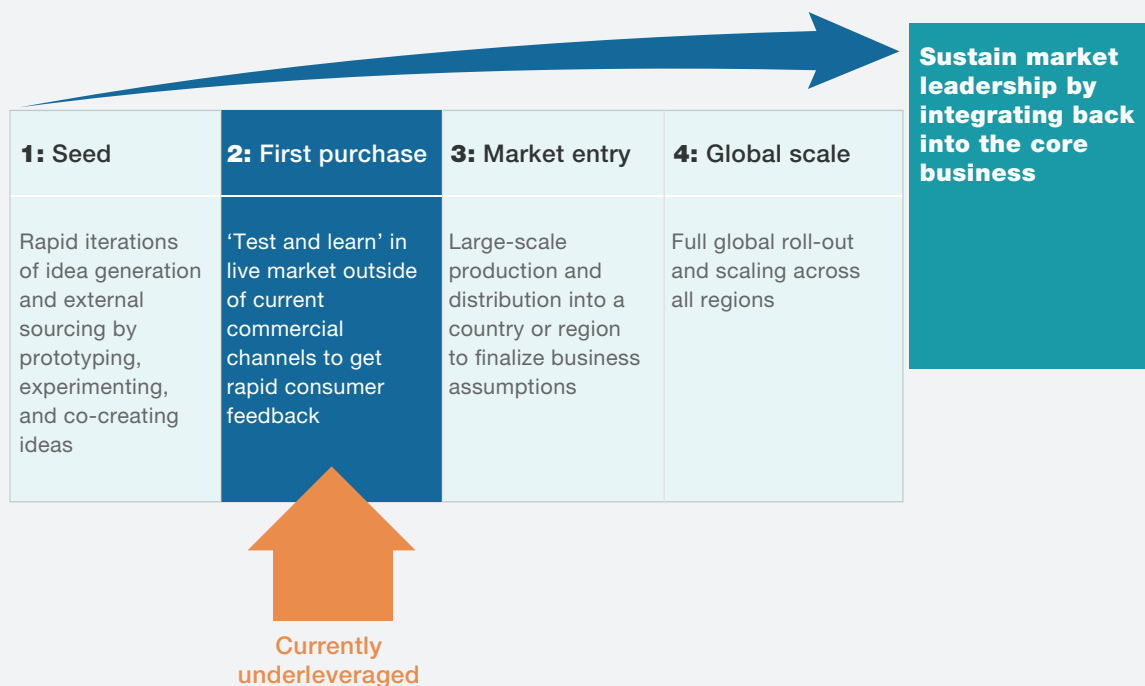 Sustain market
leadership by
integrating back
into the core
business
1: Seed
2: First purchase
3: Market entry
4: Global scale
Rapid iterations
of idea generation
and external
sourcing by
prototyping,
experimenting,
and co-creating
ideas
‘Test and learn’ in
live market outside
of current
commercial
channels to get
rapid consumer
feedback
Large-scale
production and
distribution into a
country or region
to finalize business
assumptions
Full global roll-out
and scaling across
all regions
Currently
underleveraged